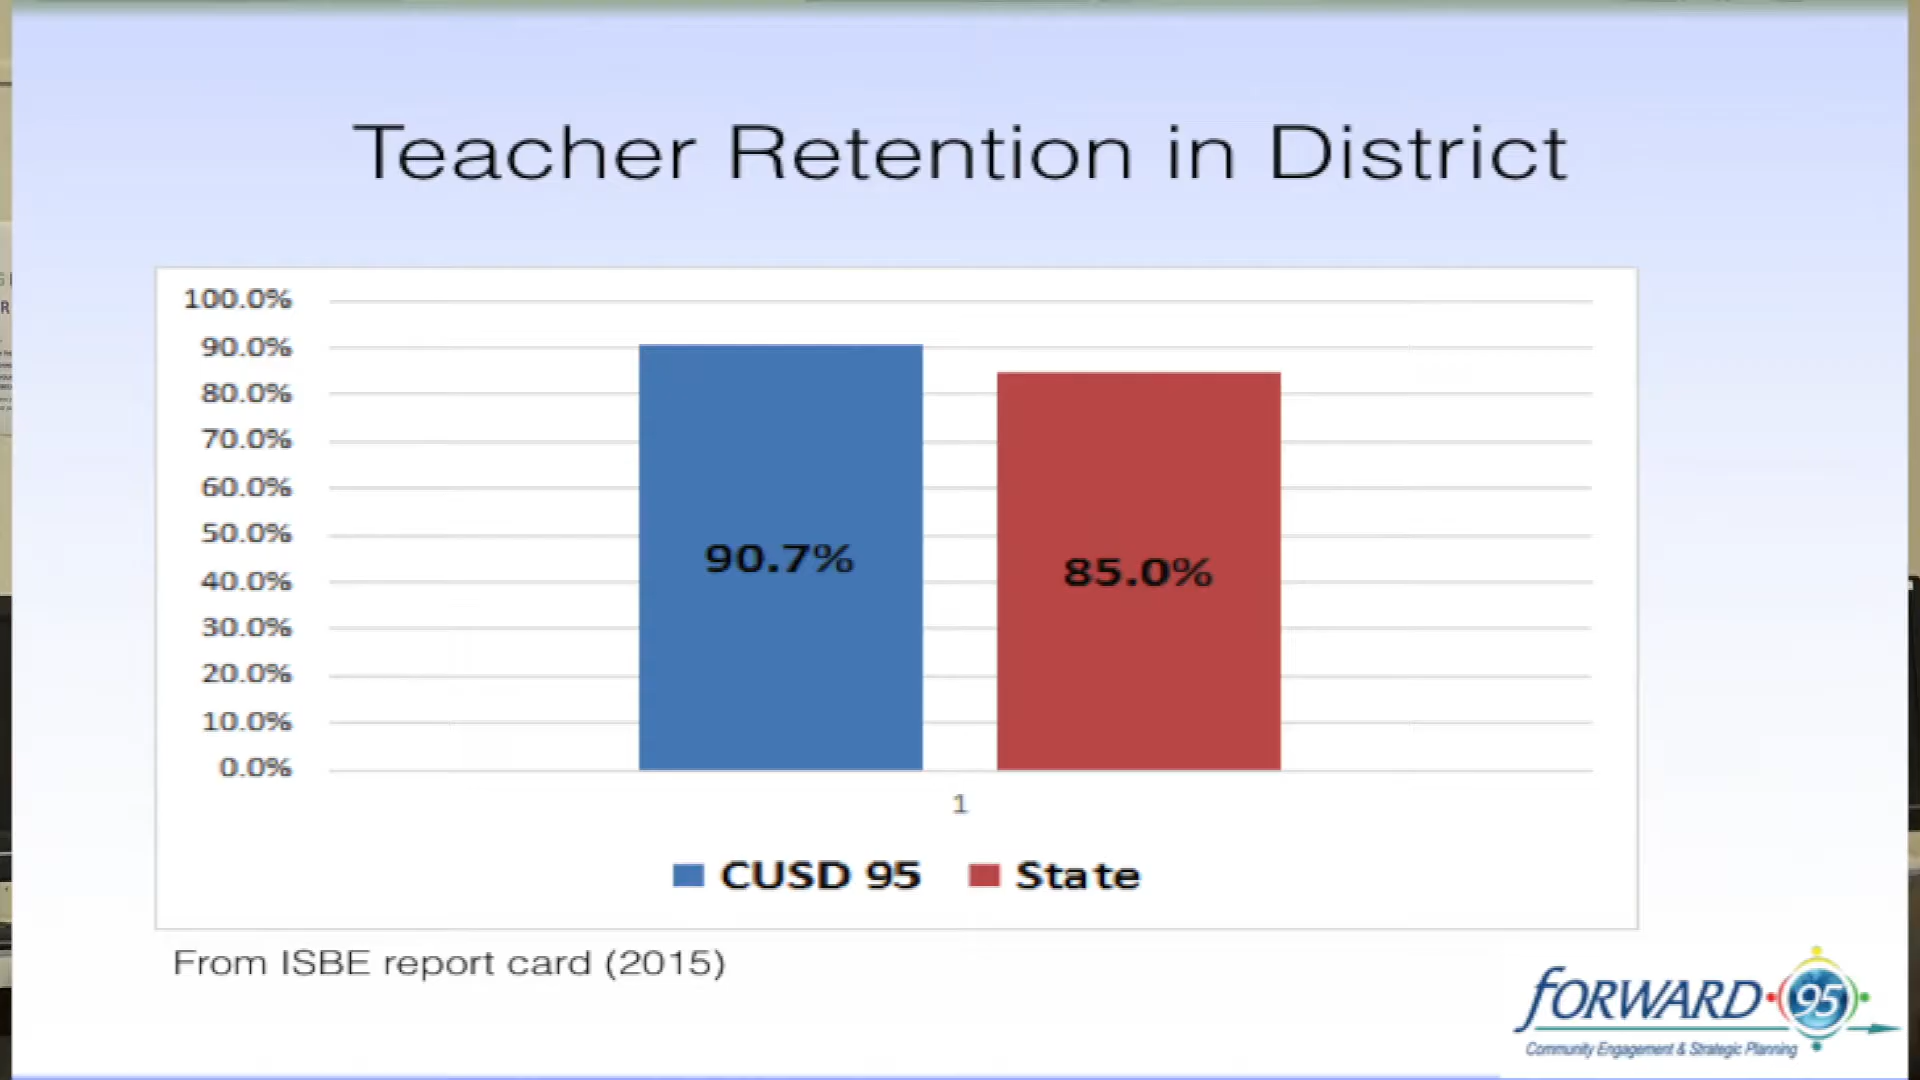 Teacher Retention in District
100.0%
90.0%
80.0%
70.0%
60.0%
50.0%
40.0%
30.0%
20.0%
10.0%
0.0%
90.7%
85.0%
1
CUSD 95
State
From ISBE report card (2015)
FORWARD 95
Community Engagement & Strategic Planning